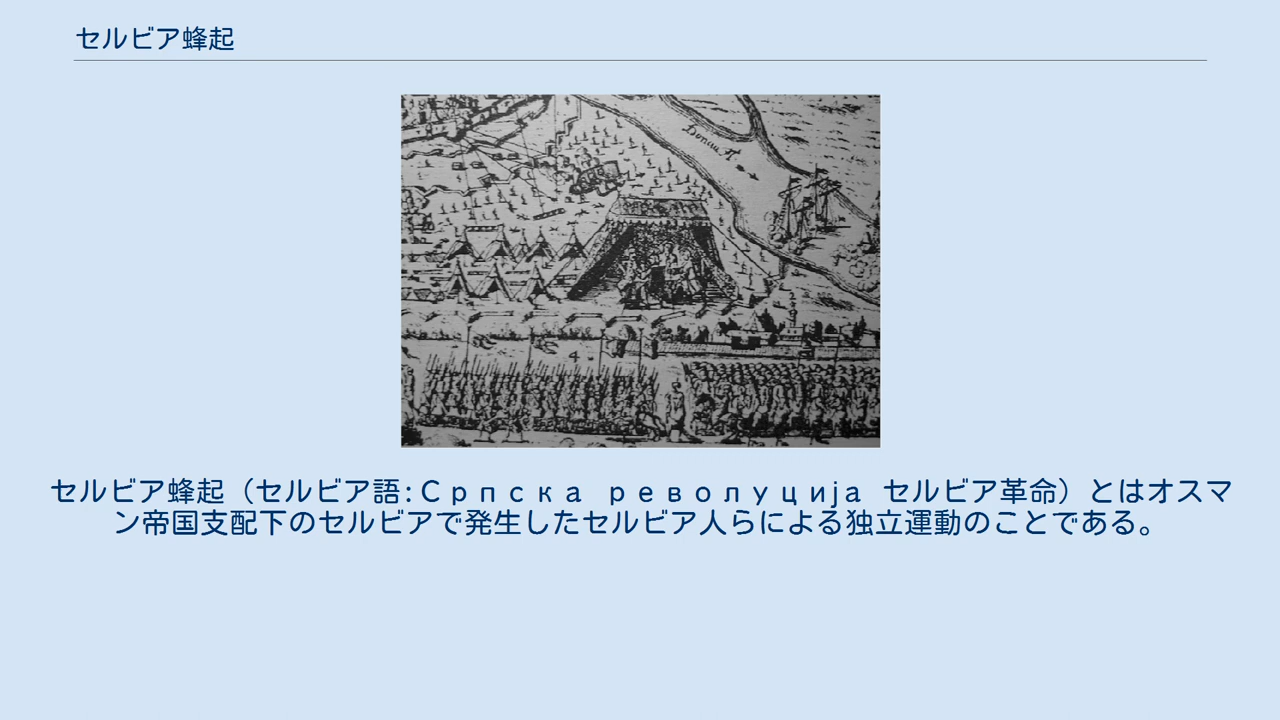 セルビア蜂起
Donau fl
4
セルビア蜂起（セルビア語:Српска револуција セルビア革命）とはオスマ
ン帝国支配下のセルビアで発生したセルビア人らによる独立運動のことである。